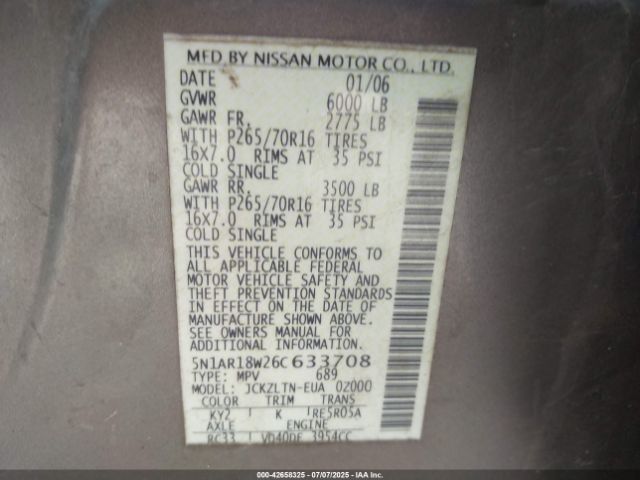 MFD BY NISSAN MOTOR CO., LTD.
DATE 01/06
GVWR 6000 LB
GAWR FR. 2775 LB
WITH P265/70R16 TIRES
16X7.0 RIMS AT 35 PSI
COLD SINGLE
GAWR RR. 3500 LB
WITH P265/70R16 TIRES
16X7.0 RIMS AT 35 PSI
COLD SINGLE
THIS VEHICLE CONFORMS TO
ALL APPLICABLE FEDERAL
MOTOR VEHICLE SAFETY AND
THEFT PREVENTION STANDARDS
IN EFFECT ON THE DATE OF
MANUFACTURE SHOWN ABOVE.
SEE OWNERS MANUAL FOR
ADDITIONAL INFORMATION
5N1AR18W26C633708
TYPE: MPV 689
MODEL: JCKZLTN-EUA 0Z000
COLOR TRIM TRANS
KY2 K RE5R05A
AXLE ENGINE
RC33 VQ40DE 3954CC
000-42658325 - 07/07/2025 - IAAI.com